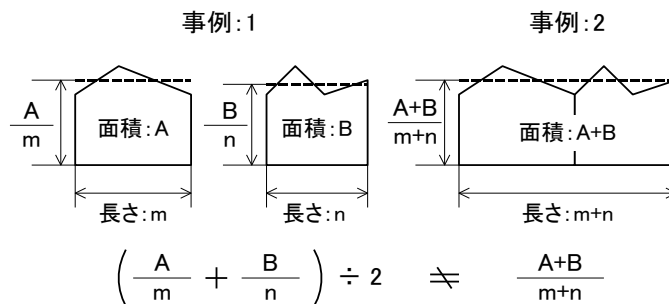 事例:1
事例:2
A/m
面積:A
B/n
面積:B
A+B/m+n
面積:A+B
長さ:m
長さ:n
長さ:m+n
(A/m + B/n) ÷ 2 ≠ A+B/m+n